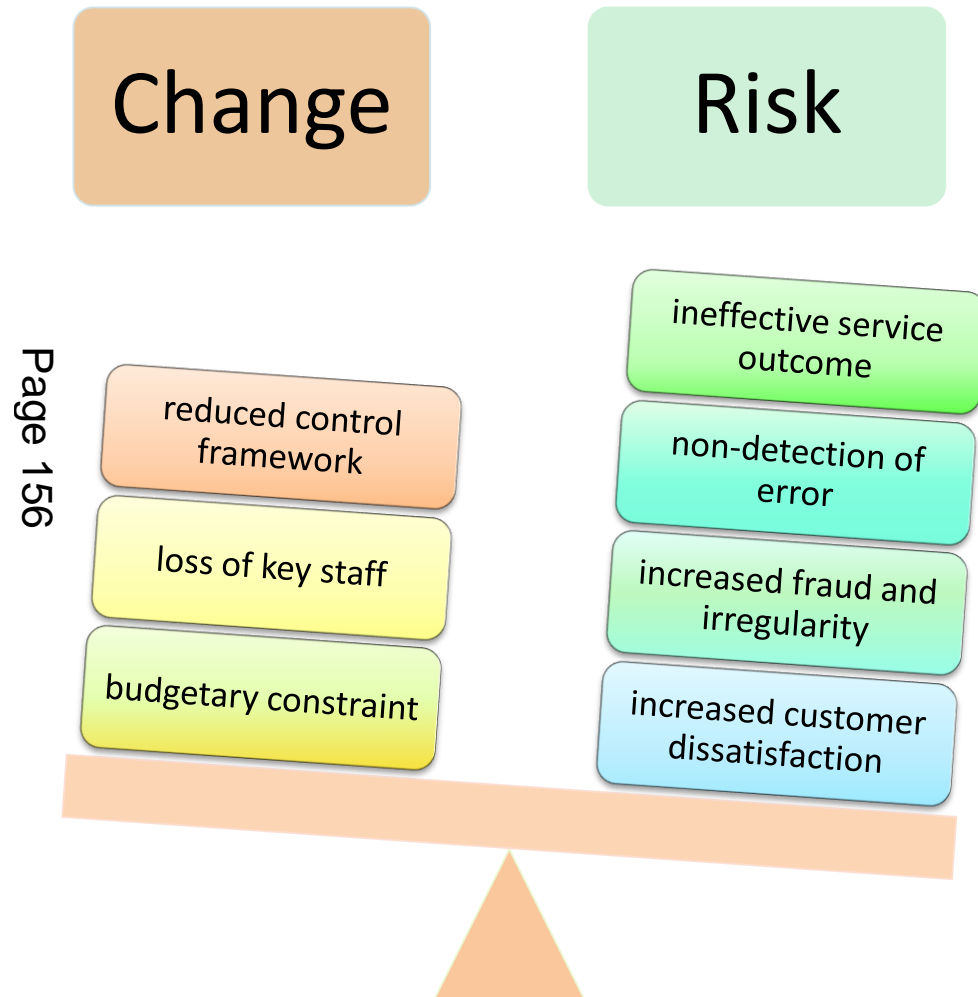 Change
Risk
Page 156
reduced control
framework
loss of key staff
budgetary constraint
ineffective service
outcome
non-detection of
error
increased fraud and
irregularity
increased customer
dissatisfaction